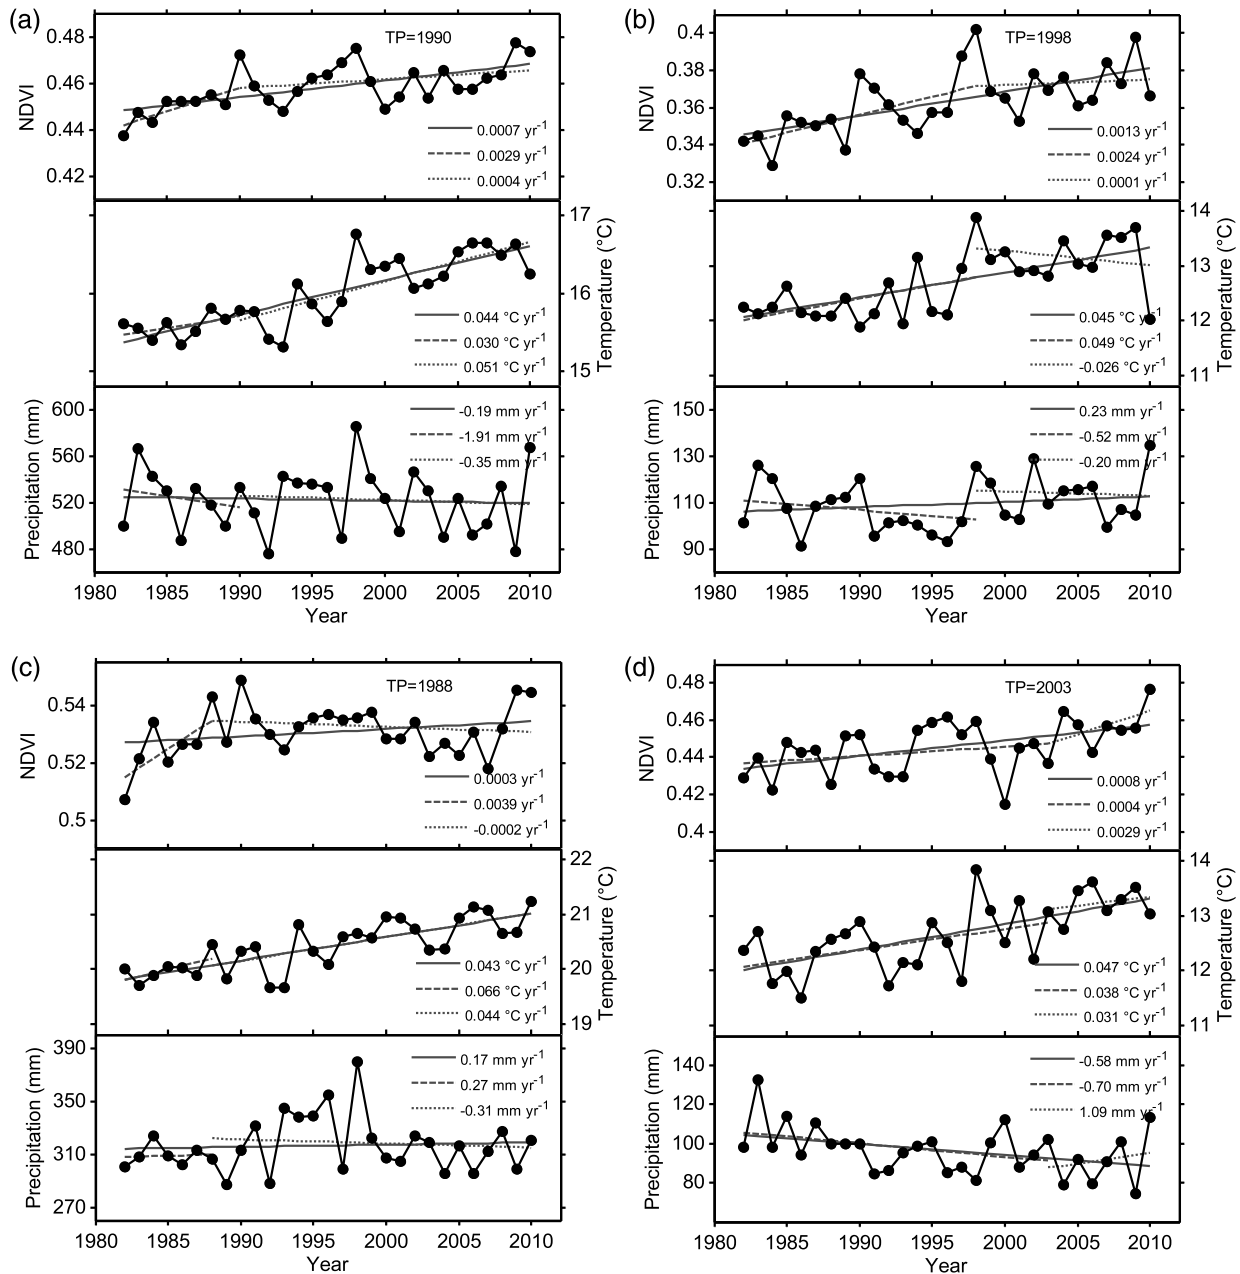 (a)
TP=1990
0.48
0.46
0.44
0.42
NDVI
0.0007 yr-1
0.0029 yr-1
0.0004 yr-1
17
16
15
Temperature (°C)
0.044 °C yr-1
0.030 °C yr-1
0.051 °C yr-1
600
560
520
480
Precipitation (mm)
-0.19 mm yr-1
-1.91 mm yr-1
-0.35 mm yr-1
1980 1985 1990 1995 2000 2005 2010
Year
(b)
TP=1998
0.4
0.38
0.36
0.34
0.32
NDVI
0.0013 yr-1
0.0024 yr-1
0.0001 yr-1
14
13
12
11
Temperature (°C)
0.045 °C yr-1
0.049 °C yr-1
-0.026 °C yr-1
150
130
110
90
Precipitation (mm)
0.23 mm yr-1
-0.52 mm yr-1
-0.20 mm yr-1
1980 1985 1990 1995 2000 2005 2010
Year
(c)
TP=1988
0.54
0.52
0.5
NDVI
0.0003 yr-1
0.0039 yr-1
-0.0002 yr-1
22
21
20
19
Temperature (°C)
0.043 °C yr-1
0.066 °C yr-1
0.044 °C yr-1
390
350
310
270
Precipitation (mm)
0.17 mm yr-1
0.27 mm yr-1
-0.31 mm yr-1
1980 1985 1990 1995 2000 2005 2010
Year
(d)
TP=2003
0.48
0.46
0.44
0.42
0.4
NDVI
0.0008 yr-1
0.0004 yr-1
0.0029 yr-1
14
13
12
11
Temperature (°C)
0.047 °C yr-1
0.038 °C yr-1
0.031 °C yr-1
140
120
100
80
Precipitation (mm)
-0.58 mm yr-1
-0.70 mm yr-1
1.09 mm yr-1
1980 1985 1990 1995 2000 2005 2010
Year